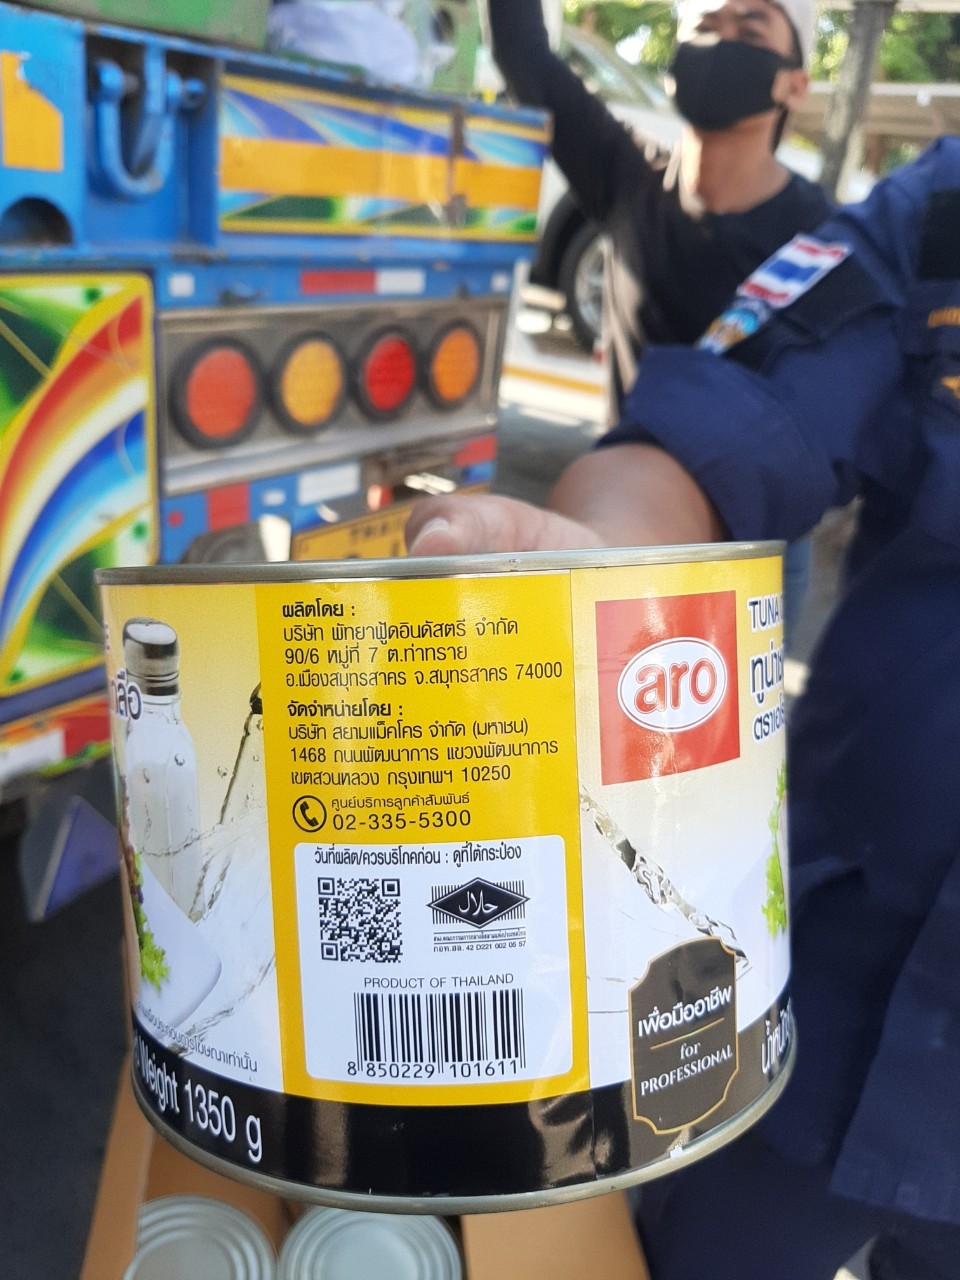 ผลิตโดย :
บริษัท พัทยาฟู้ดอินดัสตรี จำกัด
90/6 หมู่ที่ 7 ต.ท่าทราย
อ.เมืองสมุทรสาคร จ.สมุทรสาคร 74000
จัดจำหน่ายโดย :
บริษัท สยามแม็คโคร จำกัด (มหาชน)
1468 ถนนพัฒนาการ แขวงพัฒนาการ
เขตสวนหลวง กรุงเทพฯ 10250
ศูนย์บริการลูกค้าสัมพันธ์
02-335-5300
วันที่ผลิต/ควรบริโภคก่อน : ดูที่ใต้กระป๋อง
حلال
กอท.ฮล. 42 D221 002 05 57
PRODUCT OF THAILAND
8 850229 101611
Weight 1350 g
aro
TUNA
เพื่อมืออาชีพ
for
PROFESSIONAL